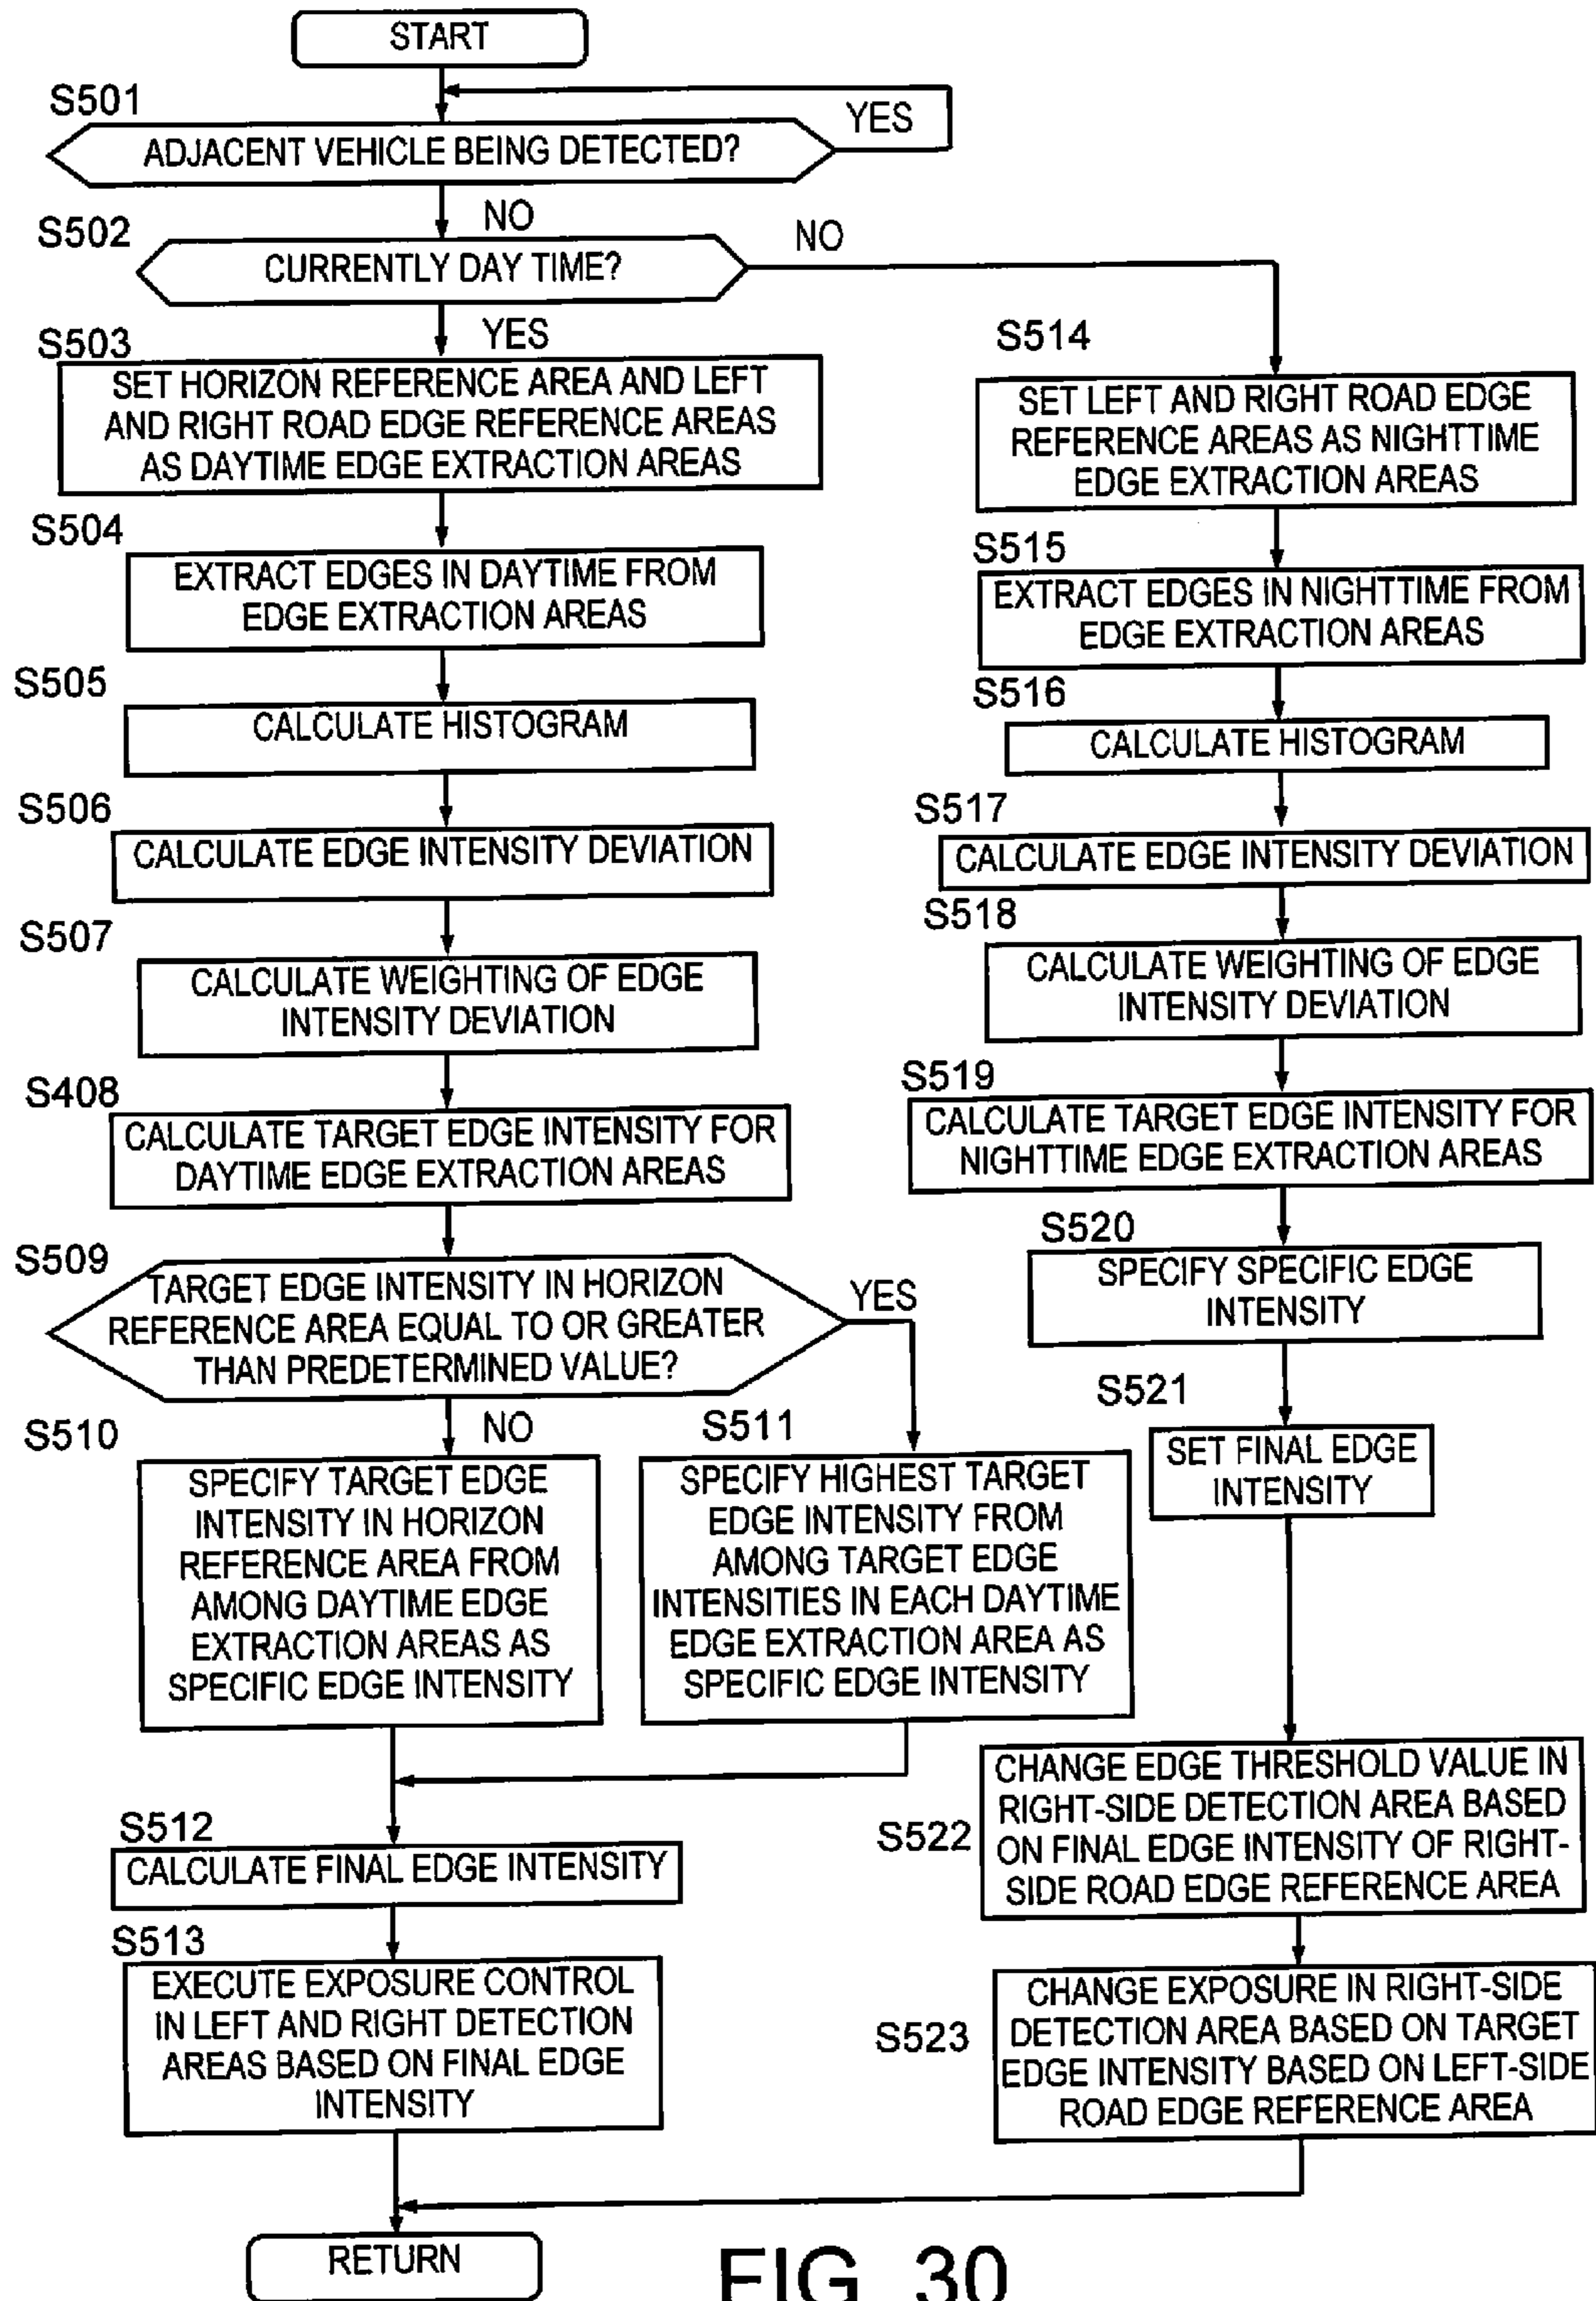 START
S501
YES
ADJACENT VEHICLE BEING DETECTED?
NO
S502
NO
CURRENTLY DAY TIME?
YES
S503
SET HORIZON REFERENCE AREA AND LEFT
AND RIGHT ROAD EDGE REFERENCE AREAS
AS DAYTIME EDGE EXTRACTION AREAS
S504
EXTRACT EDGES IN DAYTIME FROM
EDGE EXTRACTION AREAS
S505
CALCULATE HISTOGRAM
S506
CALCULATE EDGE INTENSITY DEVIATION
S507
CALCULATE WEIGHTING OF EDGE
INTENSITY DEVIATION
S408
CALCULATE TARGET EDGE INTENSITY FOR
DAYTIME EDGE EXTRACTION AREAS
S509
TARGET EDGE INTENSITY IN HORIZON
REFERENCE AREA EQUAL TO OR GREATER
THAN PREDETERMINED VALUE?
YES
NO
S510
SPECIFY TARGET EDGE
INTENSITY IN HORIZON
REFERENCE AREA FROM
AMONG DAYTIME EDGE
EXTRACTION AREAS AS
SPECIFIC EDGE INTENSITY
S511
SPECIFY HIGHEST TARGET
EDGE INTENSITY FROM
AMONG TARGET EDGE
INTENSITIES IN EACH DAYTIME
EDGE EXTRACTION AREA AS
SPECIFIC EDGE INTENSITY
S512
CALCULATE FINAL EDGE INTENSITY
S513
EXECUTE EXPOSURE CONTROL
IN LEFT AND RIGHT DETECTION
AREAS BASED ON FINAL EDGE
INTENSITY
S514
SET LEFT AND RIGHT ROAD EDGE
REFERENCE AREAS AS NIGHTTIME
EDGE EXTRACTION AREAS
S515
EXTRACT EDGES IN NIGHTTIME FROM
EDGE EXTRACTION AREAS
S516
CALCULATE HISTOGRAM
S517
CALCULATE EDGE INTENSITY DEVIATION
S518
CALCULATE WEIGHTING OF EDGE
INTENSITY DEVIATION
S519
CALCULATE TARGET EDGE INTENSITY FOR
NIGHTTIME EDGE EXTRACTION AREAS
S520
SPECIFY SPECIFIC EDGE
INTENSITY
S521
SET FINAL EDGE
INTENSITY
S522
CHANGE EDGE THRESHOLD VALUE IN
RIGHT-SIDE DETECTION AREA BASED
ON FINAL EDGE INTENSITY OF RIGHT-
SIDE ROAD EDGE REFERENCE AREA
S523
CHANGE EXPOSURE IN RIGHT-SIDE
DETECTION AREA BASED ON TARGET
EDGE INTENSITY BASED ON LEFT-SIDE
ROAD EDGE REFERENCE AREA
RETURN
FIG. 30